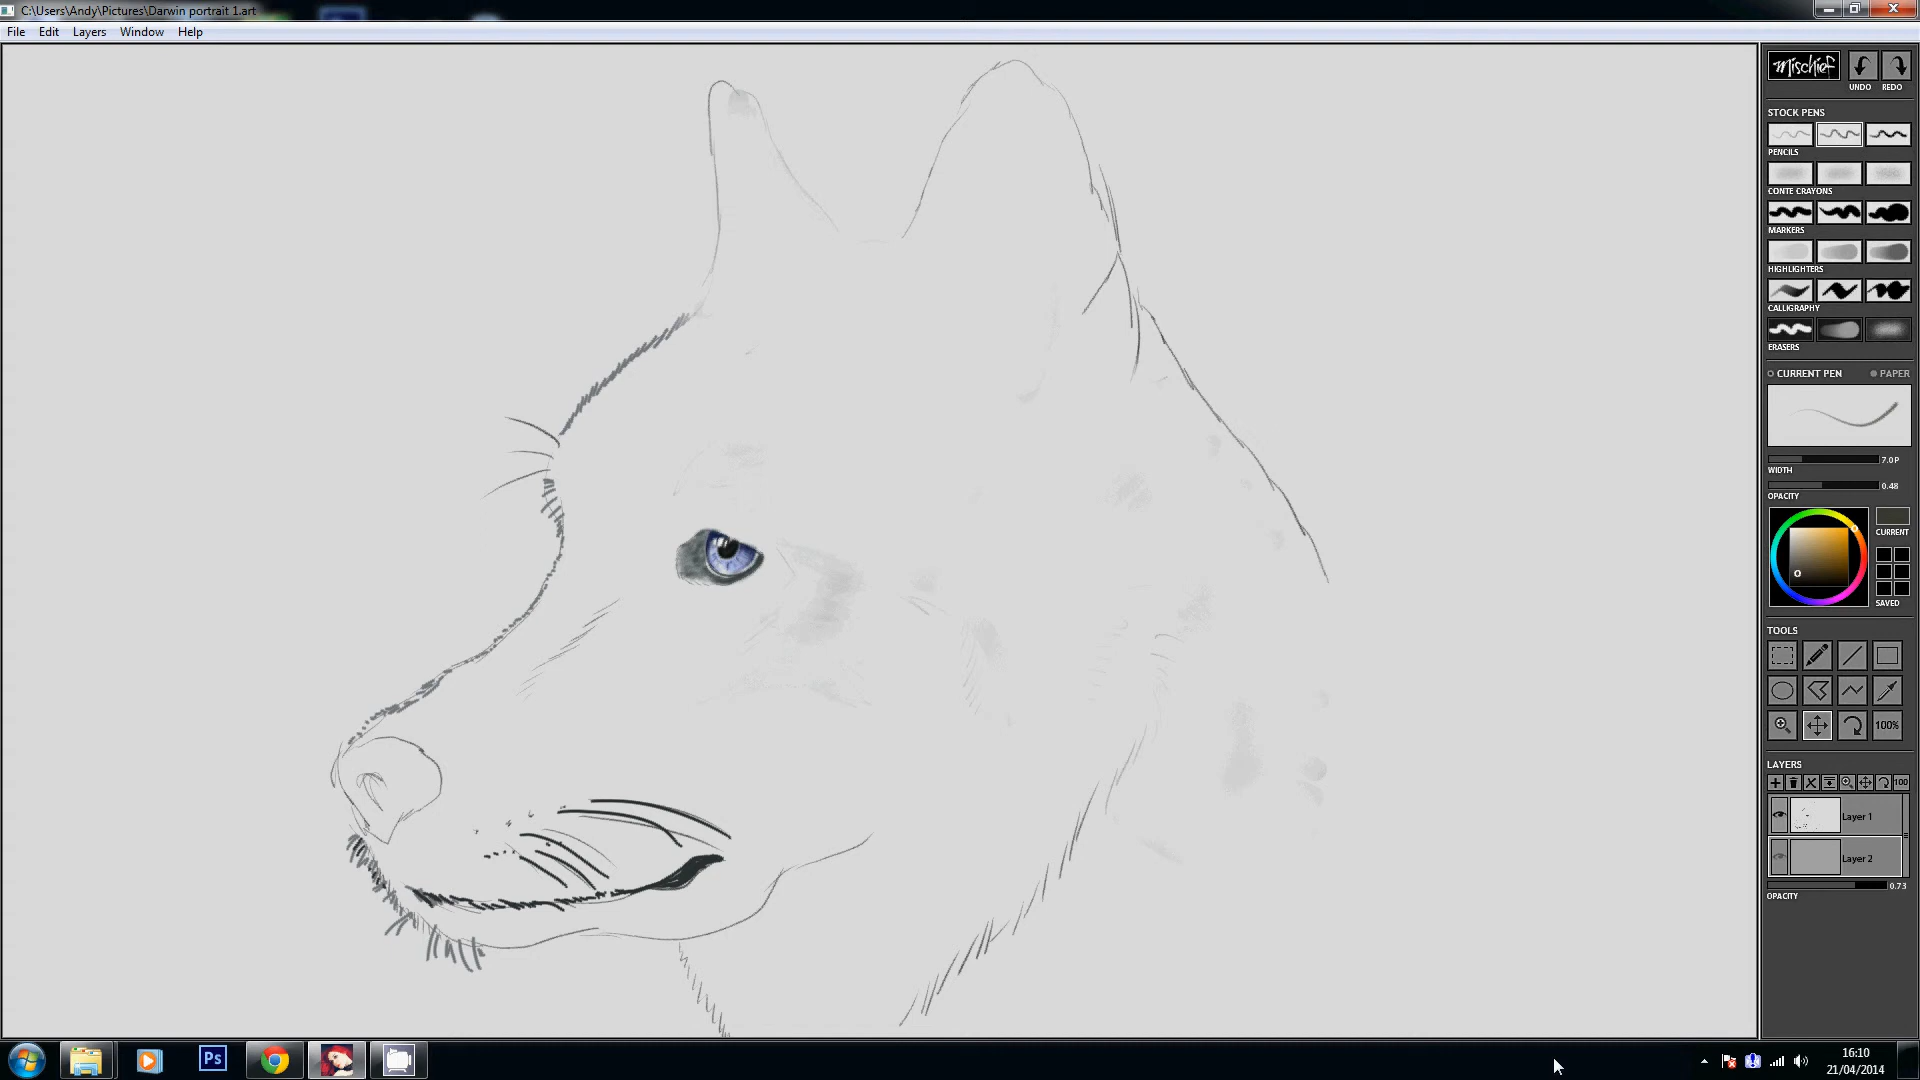 C:\Users\Andy\Pictures\Darwin portrait 1.art
File Edit Layers Window Help
Mischief
UNDO REDO
STOCK PENS
PENCILS
CONTE CRAYONS
MARKERS
HIGHLIGHTERS
CALLIGRAPHY
ERASERS
CURRENT PEN PAPER
7.0P
WIDTH
0.48
OPACITY
CURRENT
SAVED
TOOLS
100%
LAYERS
100
Layer 1
Layer 2
0.73
OPACITY
Ps
16:10
21/04/2014